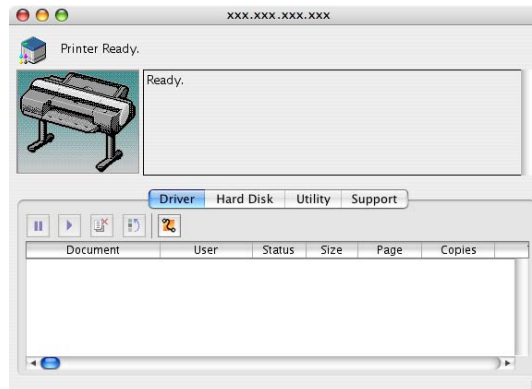 xxx.xxx.xxx.xxx
Printer Ready.
Ready.
Driver Hard Disk Utility Support
Document User Status Size Page Copies